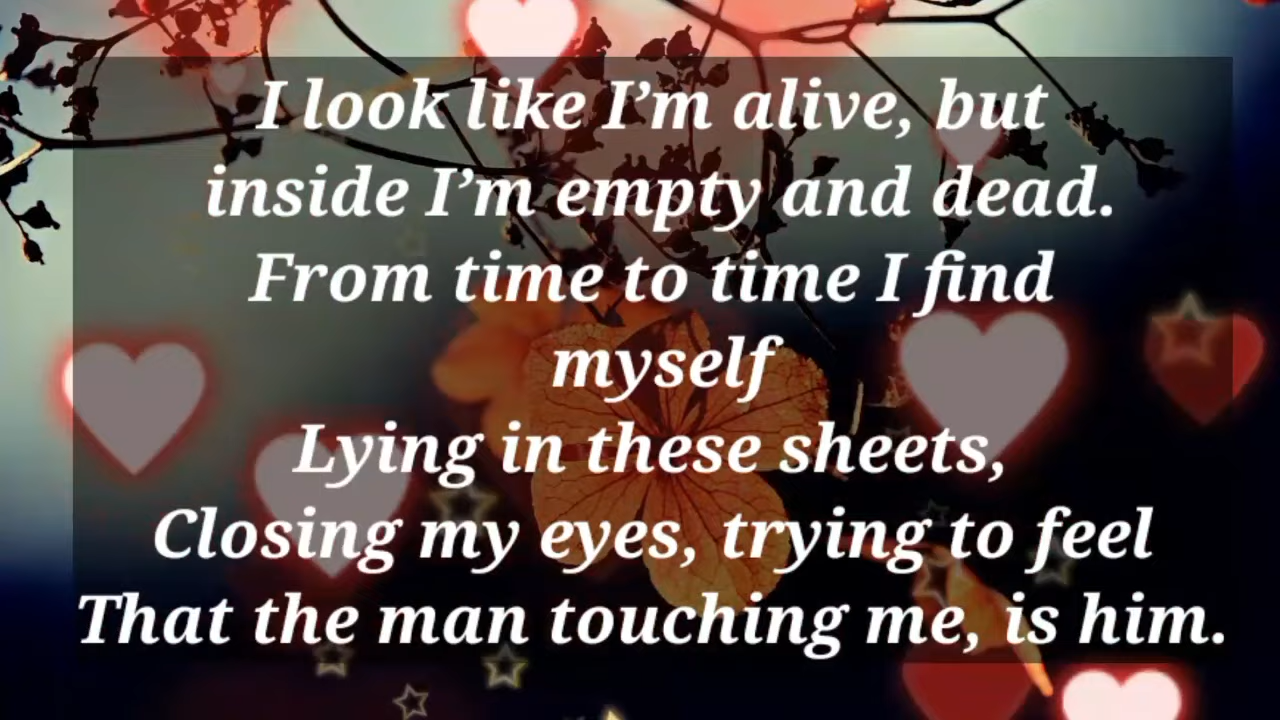 I look like I’m alive, but
inside I’m empty and dead.
From time to time I find
myself
Lying in these sheets,
Closing my eyes, trying to feel
That the man touching me, is him.